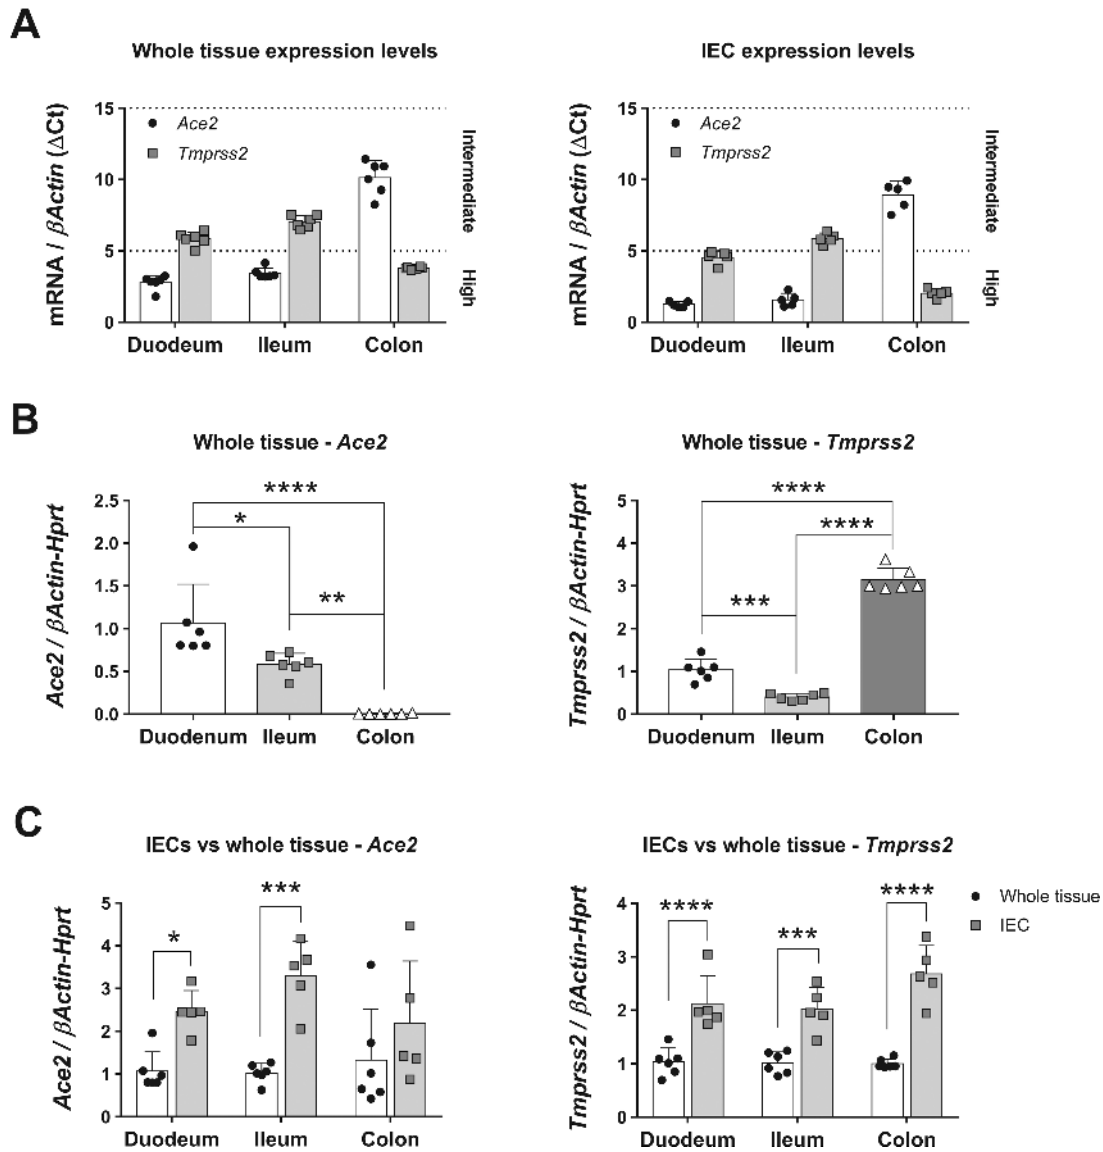 A
Whole tissue expression levels
mRNA / βActin (ΔCt)
15
10
5
0
Ace2
Tmprss2
Intermediate
High
Duodeum
Ileum
Colon
IEC expression levels
mRNA / βActin (ΔCt)
15
10
5
0
Ace2
Tmprss2
Intermediate
High
Duodeum
Ileum
Colon
B
Whole tissue - Ace2
Ace2 / βActin-Hprt
2.5
2.0
1.5
1.0
0.5
0.0
****
*
**
Duodenum
Ileum
Colon
Whole tissue - Tmprss2
Tmprss2 / βActin-Hprt
5
4
3
2
1
0
****
****
***
Duodenum
Ileum
Colon
C
IECs vs whole tissue - Ace2
Ace2 / βActin-Hprt
5
4
3
2
1
0
*
***
Duodeum
Ileum
Colon
IECs vs whole tissue - Tmprss2
Tmprss2 / βActin-Hprt
4
3
2
1
0
****
***
****
Duodeum
Ileum
Colon
Whole tissue
IEC